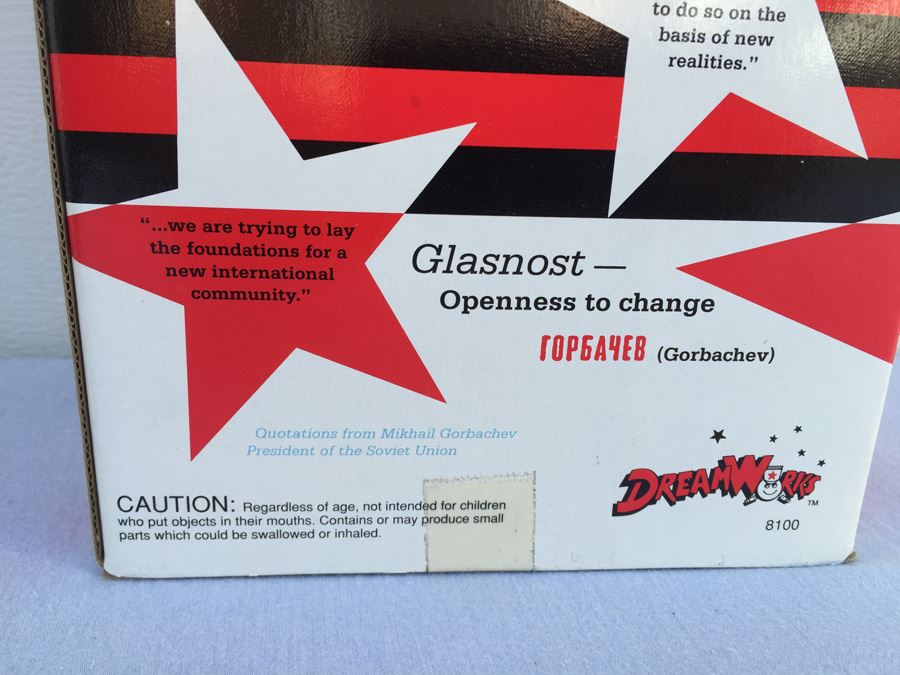 to do so on the
basis of new
realities.”
“...we are trying to lay
the foundations for a
new international
community.”
Glasnost —
Openness to change
ГОРБАЧЕВ (Gorbachev)
Quotations from Mikhail Gorbachev
President of the Soviet Union
CAUTION: Regardless of age, not intended for children
who put objects in their mouths. Contains or may produce small
parts which could be swallowed or inhaled.
DREAMWORKS TM
8100